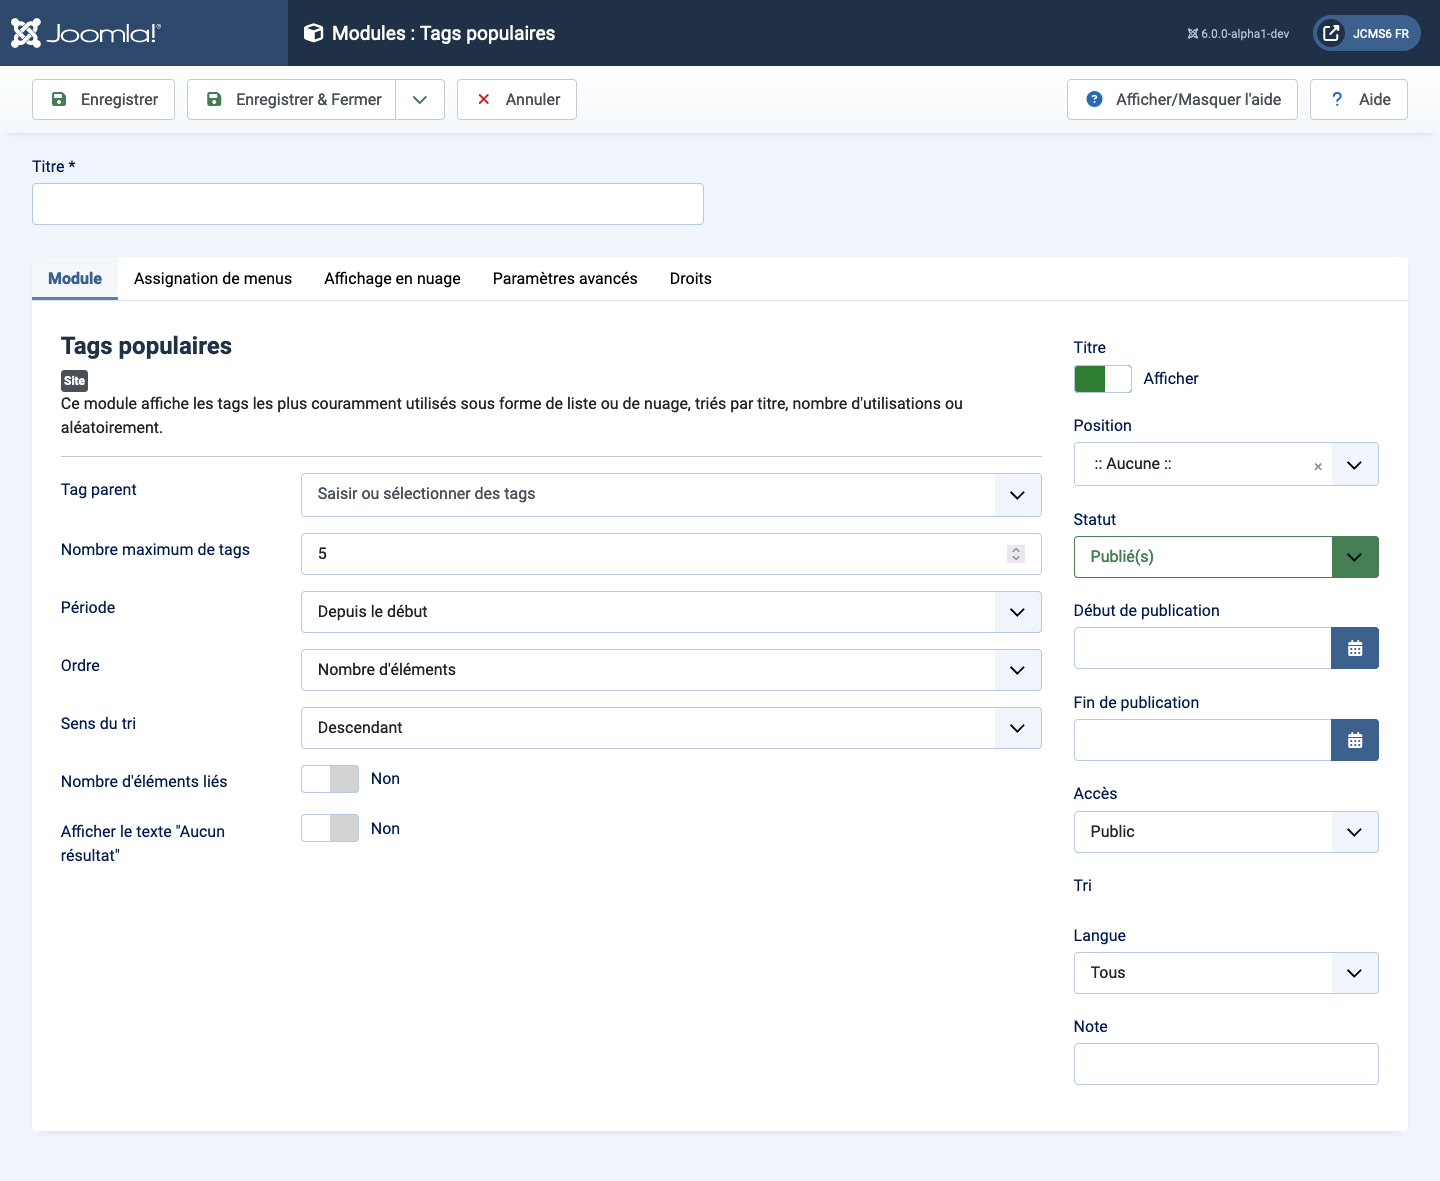 Joomla!®
Modules : Tags populaires
6.0.0-alpha1-dev
JCMS6 FR
Enregistrer
Enregistrer & Fermer
Annuler
Afficher/Masquer l'aide
? Aide
Titre *
Module
Assignation de menus
Affichage en nuage
Paramètres avancés
Droits
Tags populaires
Site
Ce module affiche les tags les plus couramment utilisés sous forme de liste ou de nuage, triés par titre, nombre d'utilisations ou
aléatoirement.
Tag parent
Saisir ou sélectionner des tags
Nombre maximum de tags
5
Période
Depuis le début
Ordre
Nombre d'éléments
Sens du tri
Descendant
Nombre d'éléments liés
Non
Afficher le texte "Aucun
résultat"
Non
Titre
Afficher
Position
:: Aucune ::
×
Statut
Publié(s)
Début de publication
Fin de publication
Accès
Public
Tri
Langue
Tous
Note